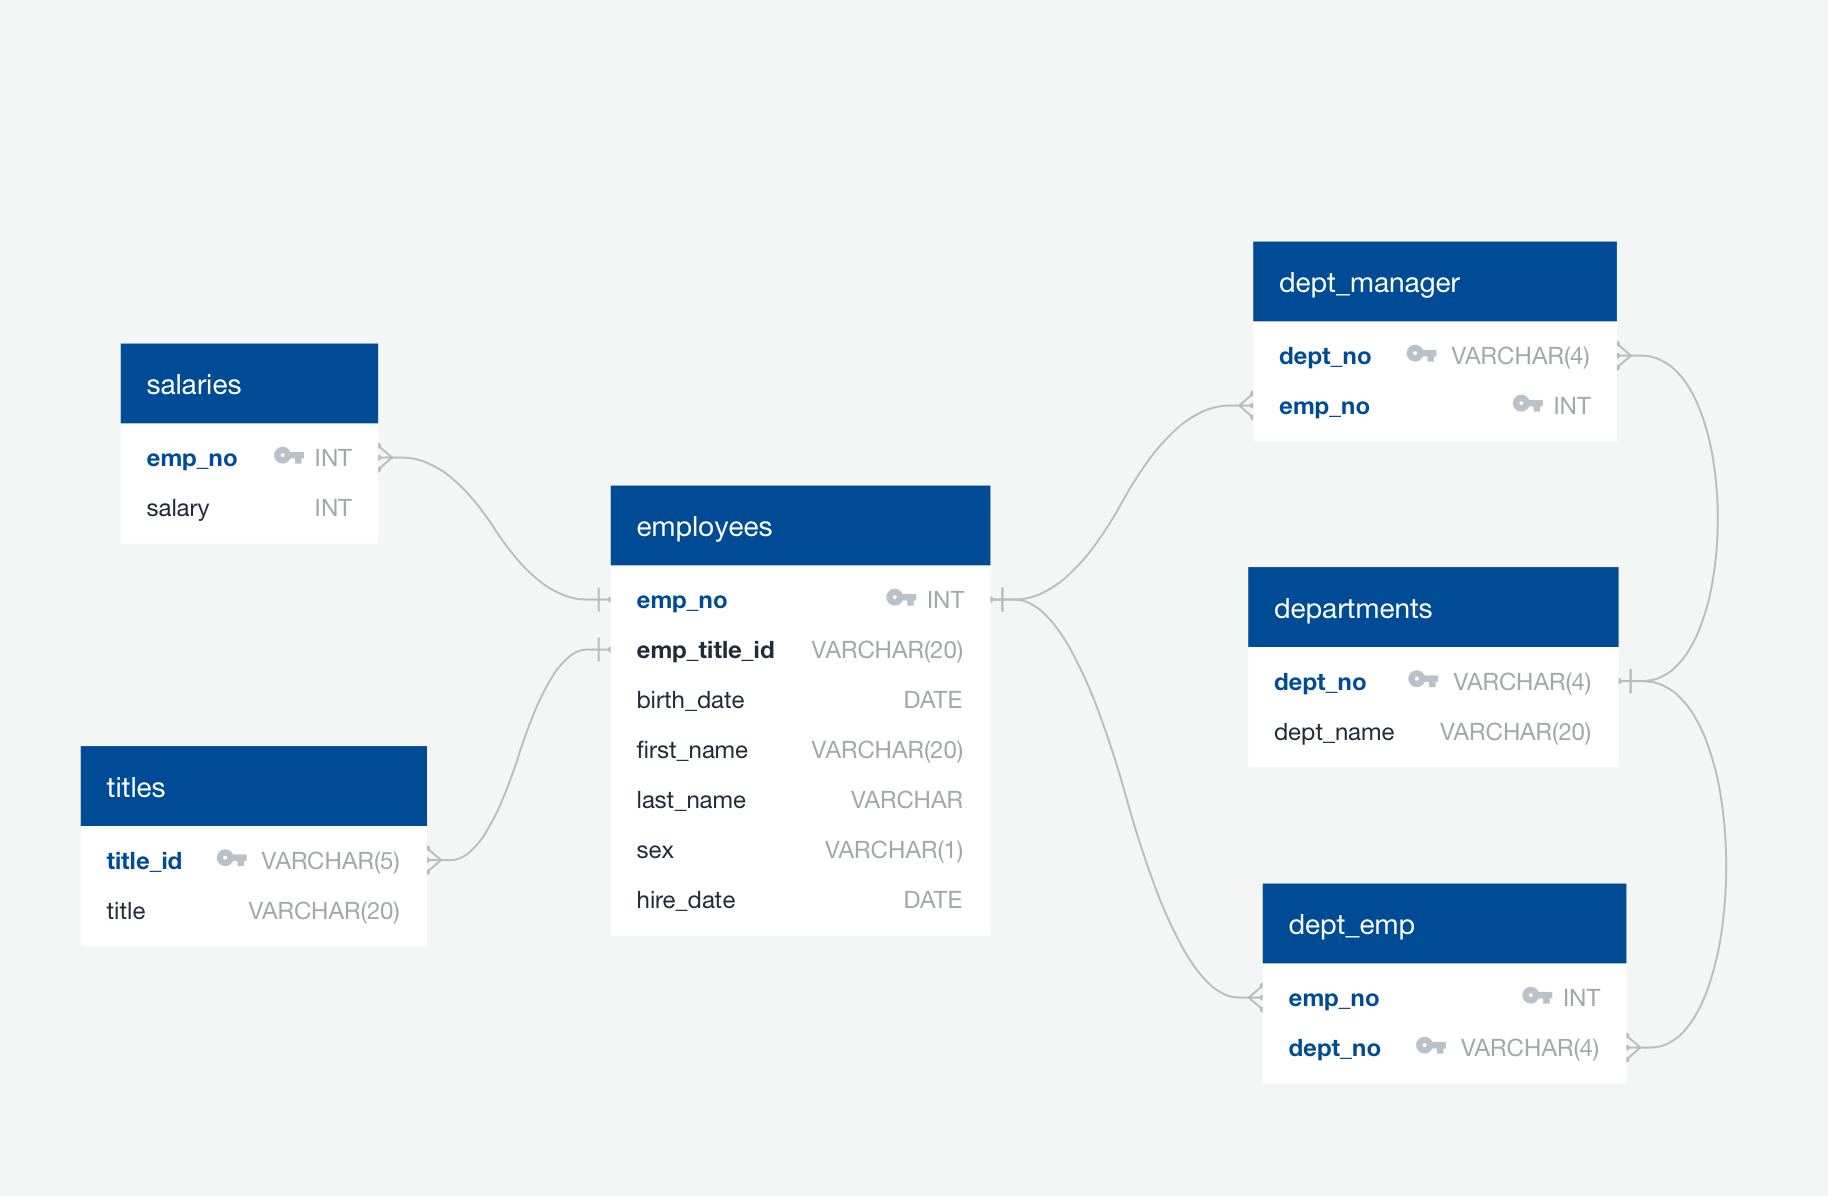 salaries
emp_no INT
salary INT
titles
title_id VARCHAR(5)
title VARCHAR(20)
employees
emp_no INT
emp_title_id VARCHAR(20)
birth_date DATE
first_name VARCHAR(20)
last_name VARCHAR
sex VARCHAR(1)
hire_date DATE
dept_manager
dept_no VARCHAR(4)
emp_no INT
departments
dept_no VARCHAR(4)
dept_name VARCHAR(20)
dept_emp
emp_no INT
dept_no VARCHAR(4)